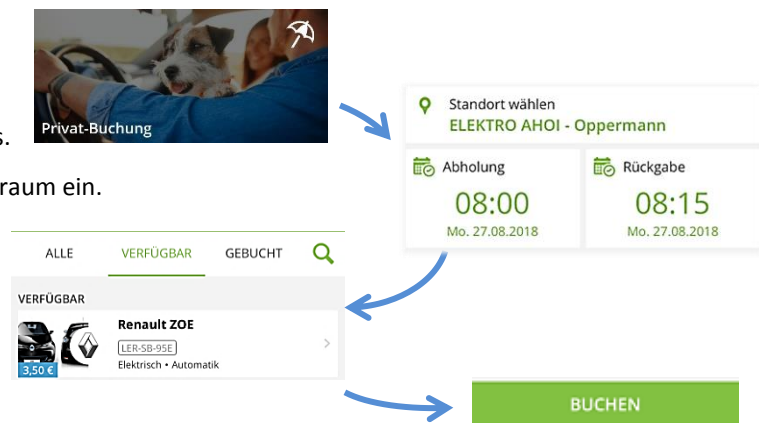 Privat-Buchung
s.
raum ein.
Standort wählen
ELEKTRO AHOI - Oppermann
Abholung
08:00
Mo. 27.08.2018
Rückgabe
08:15
Mo. 27.08.2018
ALLE VERFÜGBAR GEBUCHT
VERFÜGBAR
Renault ZOE
LER-SB-95E
Elektrisch • Automatik
3,50 €
BUCHEN